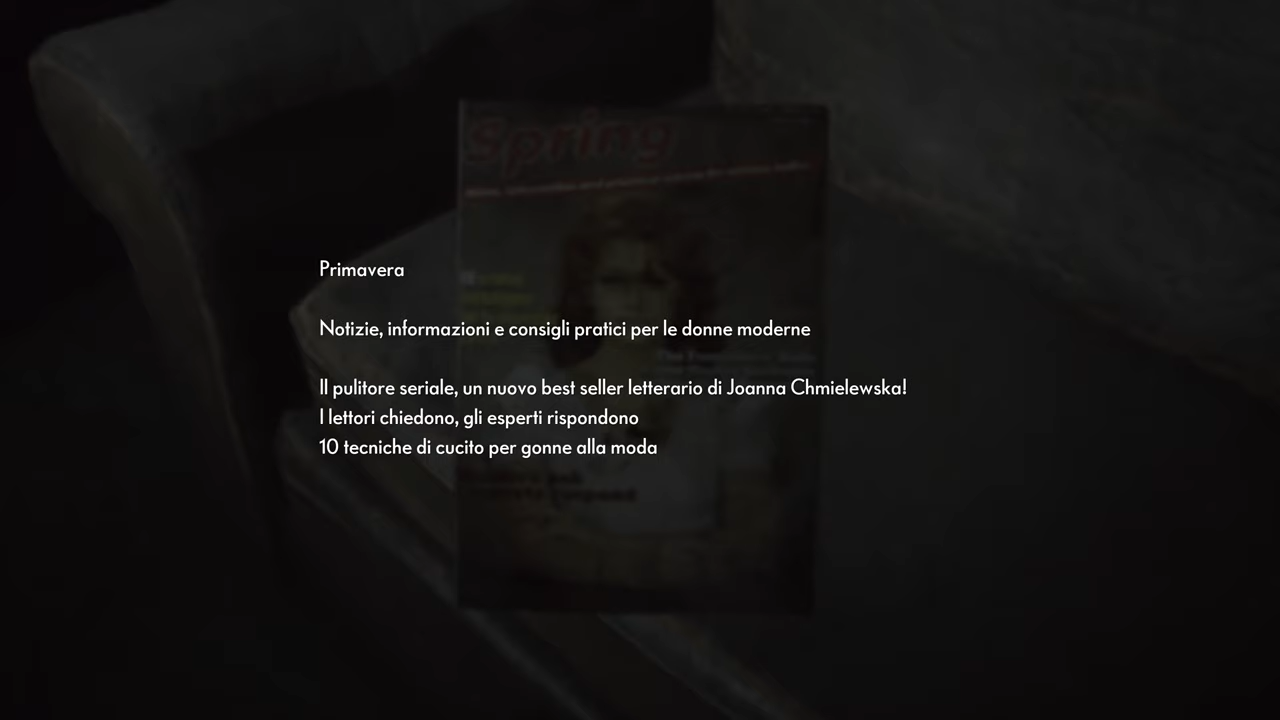 Spring
Primavera
Notizie, informazioni e consigli pratici per le donne moderne
Il pulitore seriale, un nuovo best seller letterario di Joanna Chmielewska!
I lettori chiedono, gli esperti rispondono
10 tecniche di cucito per gonne alla moda